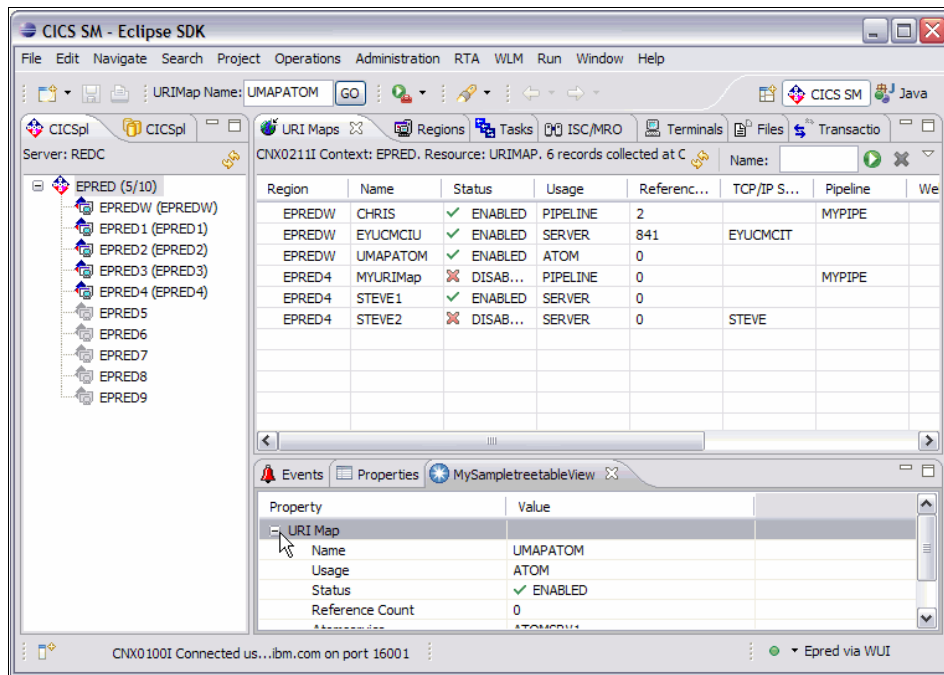 CICS SM - Eclipse SDK
File Edit Navigate Search Project Operations Administration RTA WLM Run Window Help
URIMap Name: UMAPATOM GO CICS SM Java
CICSpl CICSpl
Server: REDC
EPRED (5/10)
EPREDW (EPREDW)
EPRED1 (EPRED1)
EPRED2 (EPRED2)
EPRED3 (EPRED3)
EPRED4 (EPRED4)
EPRED5
EPRED6
EPRED7
EPRED8
EPRED9
URI Maps Regions Tasks ISC/MRO Terminals Files Transactio
CNX0211I Context: EPRED. Resource: URIMAP. 6 records collected at C Name:
Region Name Status Usage Referenc... TCP/IP S... Pipeline We
EPREDW CHRIS ENABLED PIPELINE 2 MYPIPE
EPREDW EYUCMCIU ENABLED SERVER 841 EYUCMCIT
EPREDW UMAPATOM ENABLED ATOM 0
EPRED4 MYURIMap DISAB... PIPELINE 0 MYPIPE
EPRED4 STEVE1 ENABLED SERVER 0
EPRED4 STEVE2 DISAB... SERVER 0 STEVE
Events Properties MySampletreetableView
Property Value
URI Map
Name UMAPATOM
Usage ATOM
Status ENABLED
Reference Count 0
CNX0100I Connected us...ibm.com on port 16001 Epred via WUI